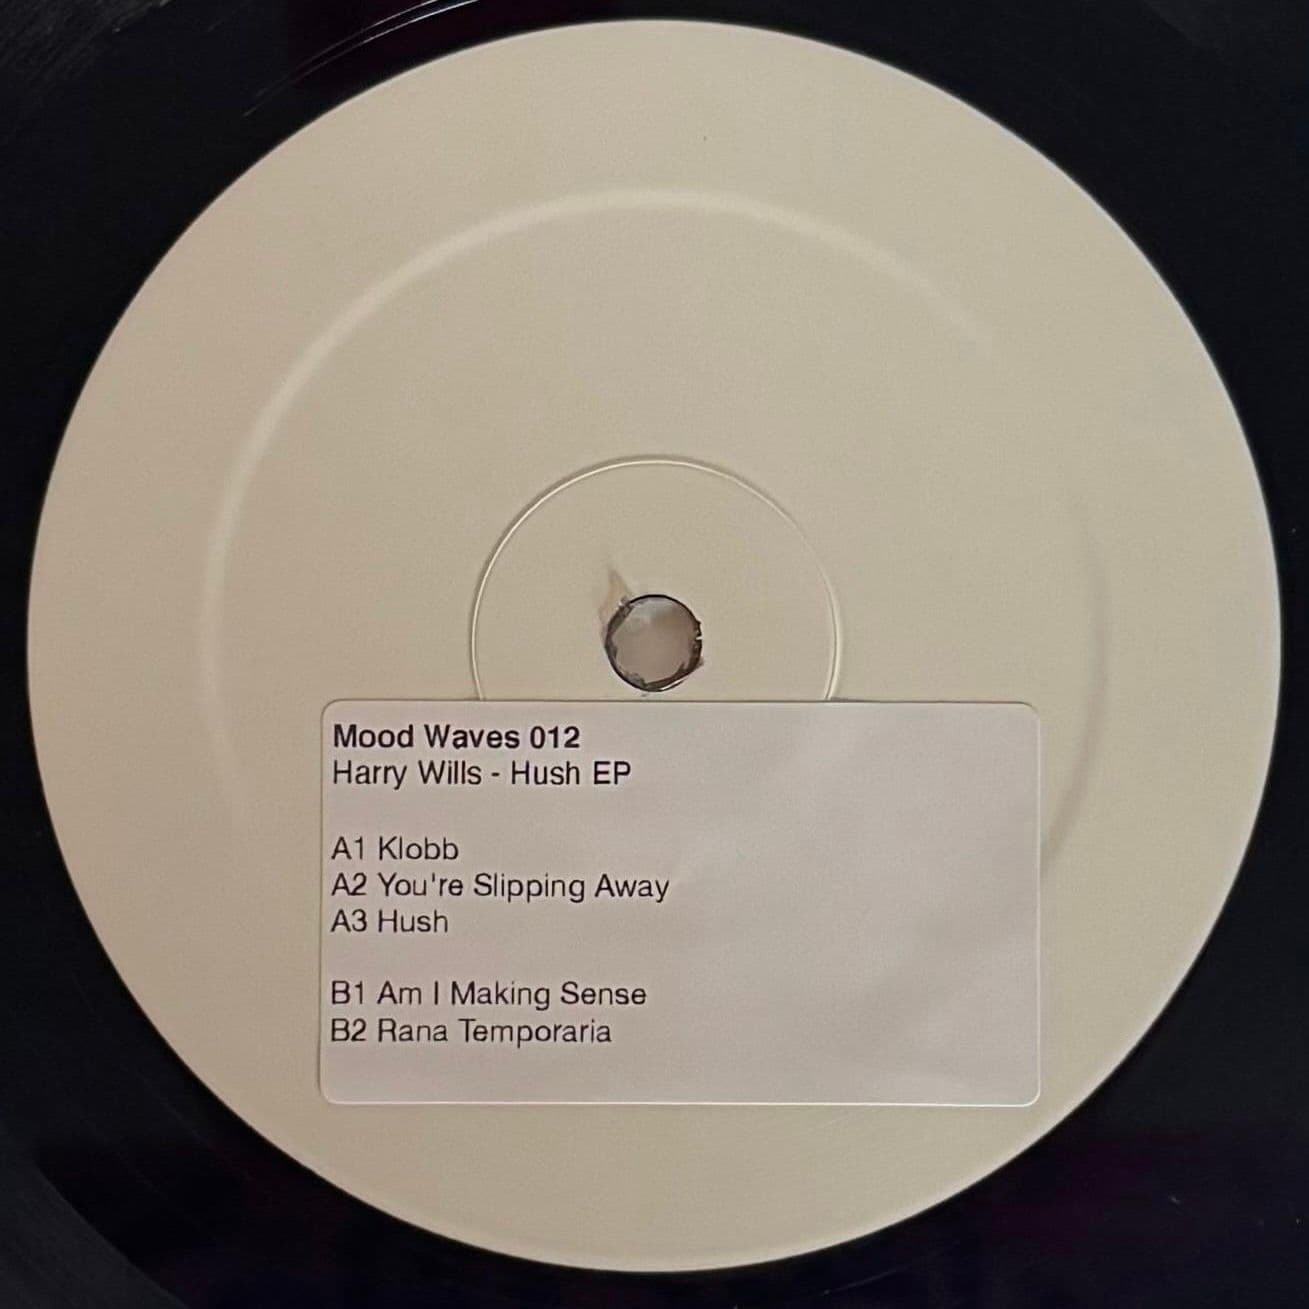 Mood Waves 012
Harry Wills - Hush EP
A1 Klobb
A2 You're Slipping Away
A3 Hush
B1 Am I Making Sense
B2 Rana Temporaria